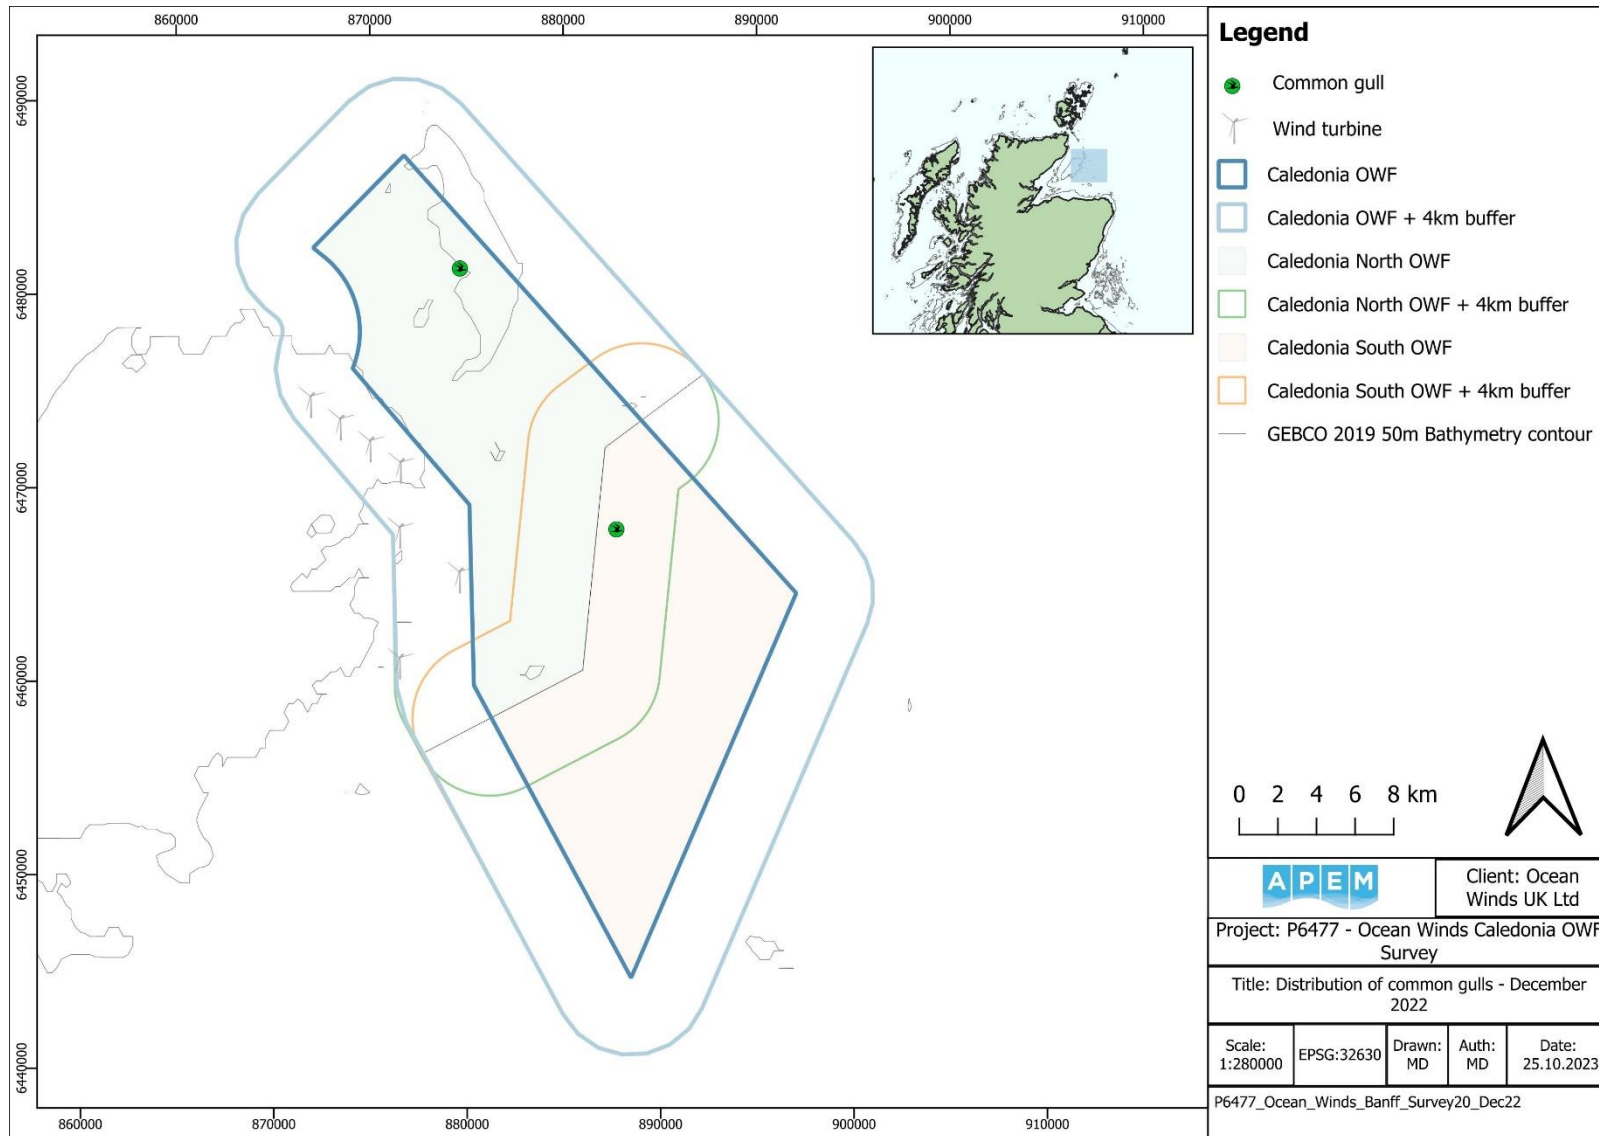 860000 870000 880000 890000 900000 910000
6490000
6480000
6470000
6460000
6450000
6440000
860000 870000 880000 890000 900000 910000
Legend
Common gull
Wind turbine
Caledonia OWF
Caledonia OWF + 4km buffer
Caledonia North OWF
Caledonia North OWF + 4km buffer
Caledonia South OWF
Caledonia South OWF + 4km buffer
GEBCO 2019 50m Bathymetry contour
0 2 4 6 8 km
APEM
Client: Ocean
Winds UK Ltd
Project: P6477 - Ocean Winds Caledonia OWF
Survey
Title: Distribution of common gulls - December
2022
Scale:
1:280000
EPSG:32630
Drawn:
MD
Auth:
MD
Date:
25.10.2023
P6477_Ocean_Winds_Banff_Survey20_Dec22